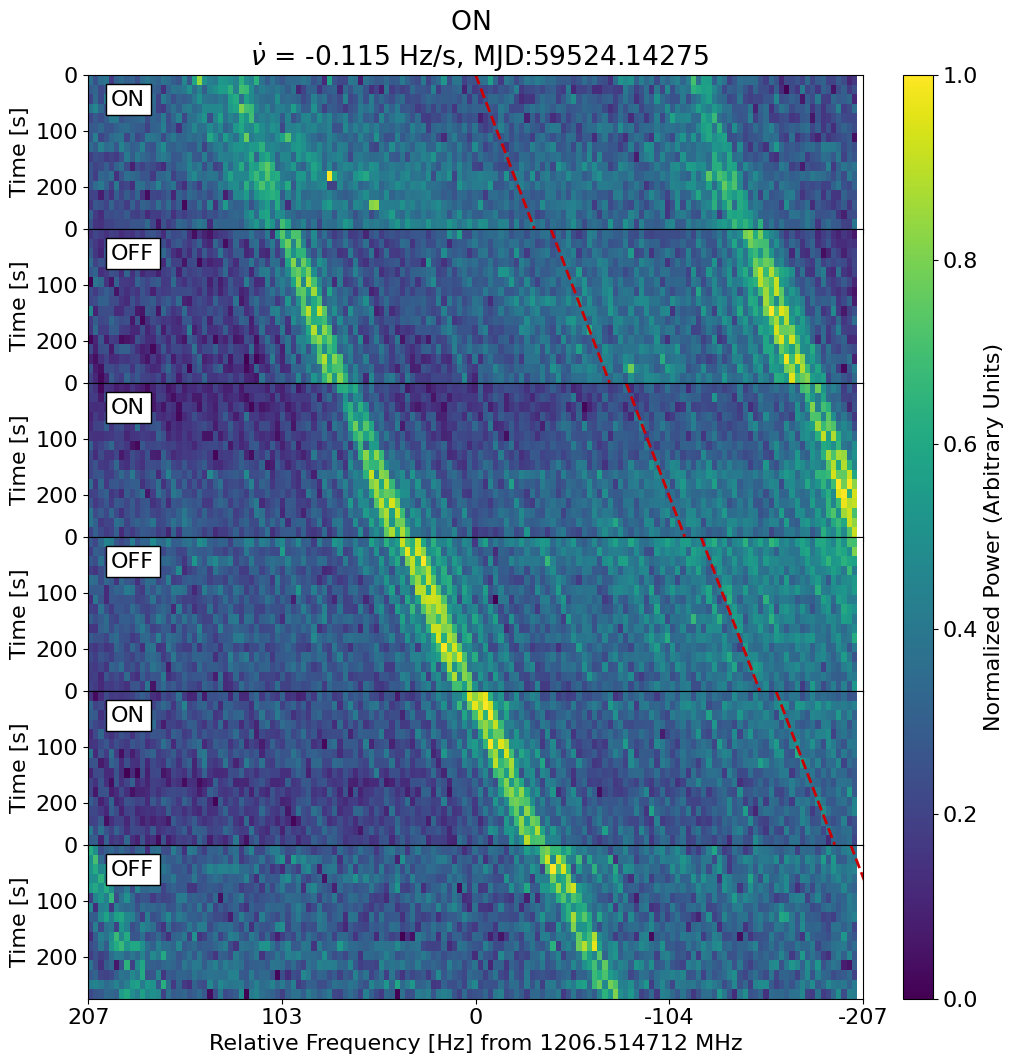 ON
ν̇ = -0.115 Hz/s, MJD:59524.14275
0
100
200
Time [s]
ON
0
100
200
Time [s]
OFF
0
100
200
Time [s]
ON
0
100
200
Time [s]
OFF
0
100
200
Time [s]
ON
0
100
200
Time [s]
OFF
207 103 0 -104 -207
Relative Frequency [Hz] from 1206.514712 MHz
1.0
0.8
0.6
0.4
0.2
0.0
Normalized Power (Arbitrary Units)